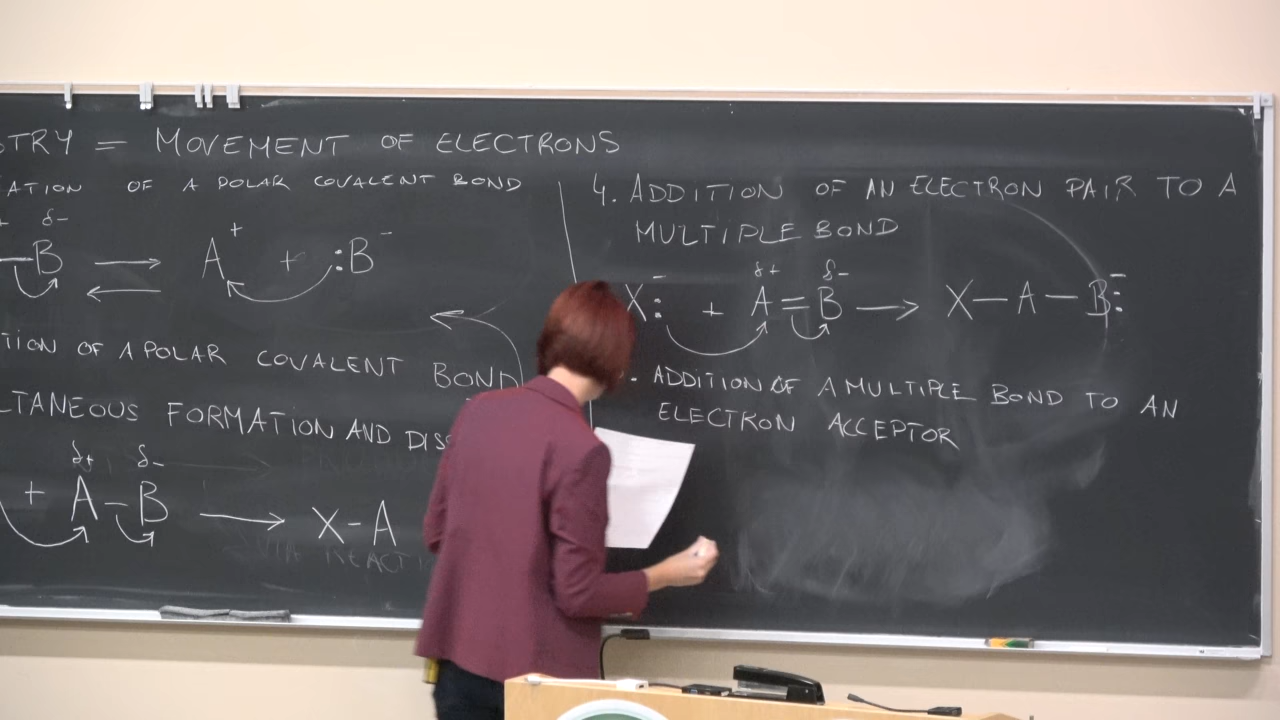 STRY = MOVEMENT OF ELECTRONS
ATION OF A POLAR COVALENT BOND
δ-
—B ⇌ A⁺ + :B⁻
TION OF A POLAR COVALENT BOND
LTANEOUS FORMATION AND DISS
δ+ δ-
+ A-B → X-A
4. ADDITION OF AN ELECTRON PAIR TO A
MULTIPLE BOND
δ+ δ-
X:⁻ + A=B → X—A—B:⁻
. ADDITION OF A MULTIPLE BOND TO AN
ELECTRON ACCEPTOR